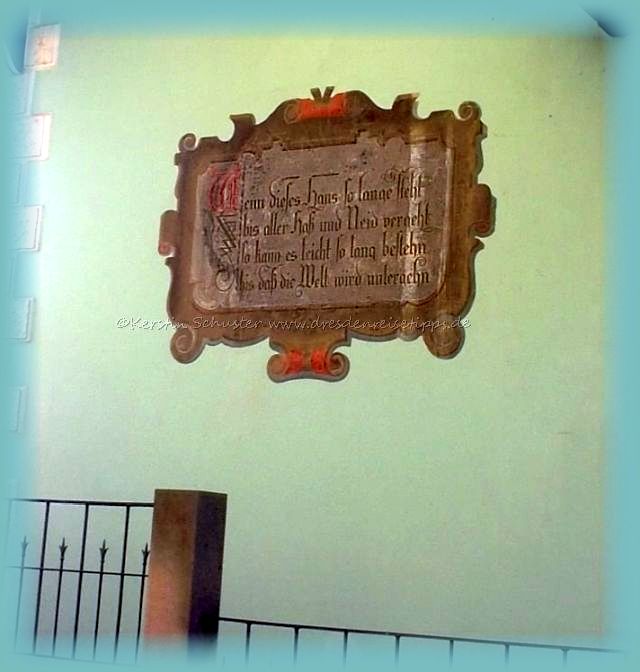 Wenn dieses Haus so lange steht
bis aller Haß und Neid vergeht
so kann es leicht so lang bestehn
bis daß die Welt wird untergehn
©Kerstin Schuster www.dresdenreisetipps.de